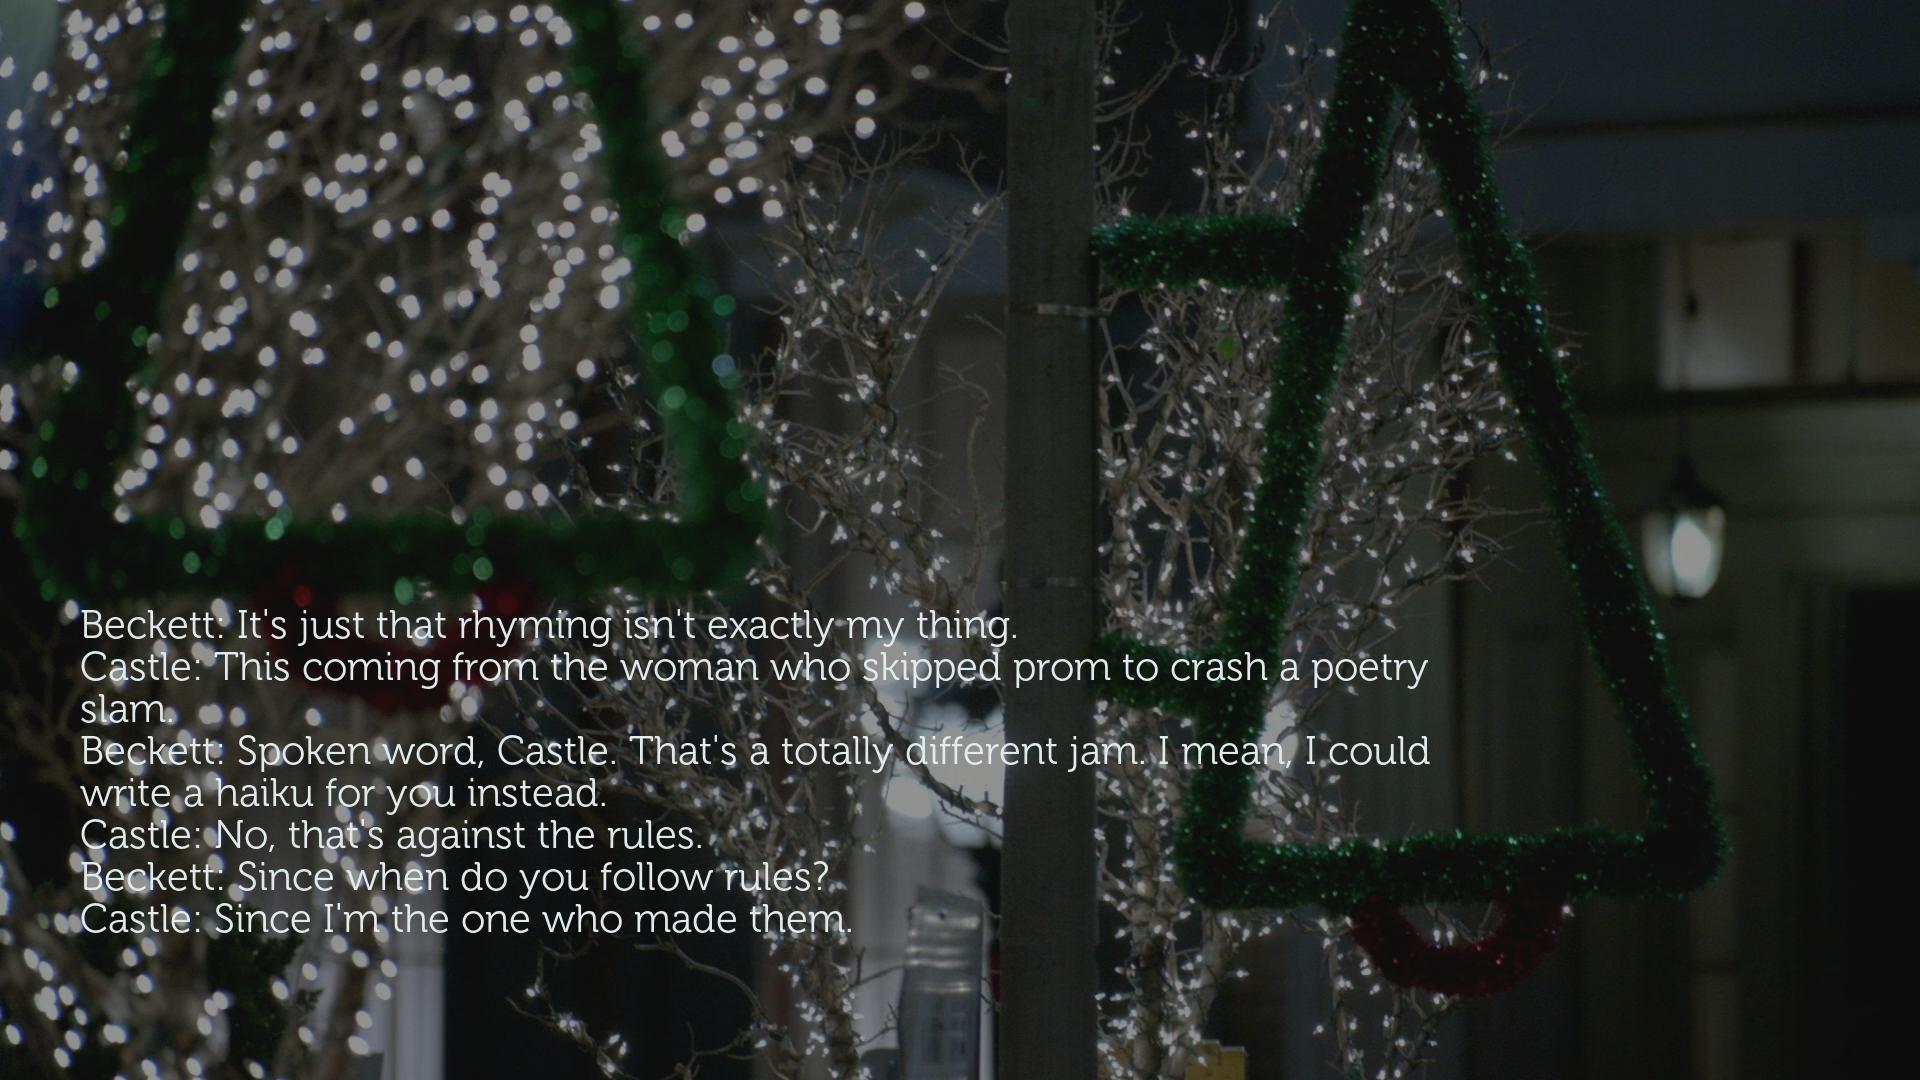 Beckett: It's just that rhyming isn't exactly my thing.
Castle: This coming from the woman who skipped prom to crash a poetry
slam.
Beckett: Spoken word, Castle. That's a totally different jam. I mean, I could
write a haiku for you instead.
Castle: No, that's against the rules.
Beckett: Since when do you follow rules?
Castle: Since I'm the one who made them.